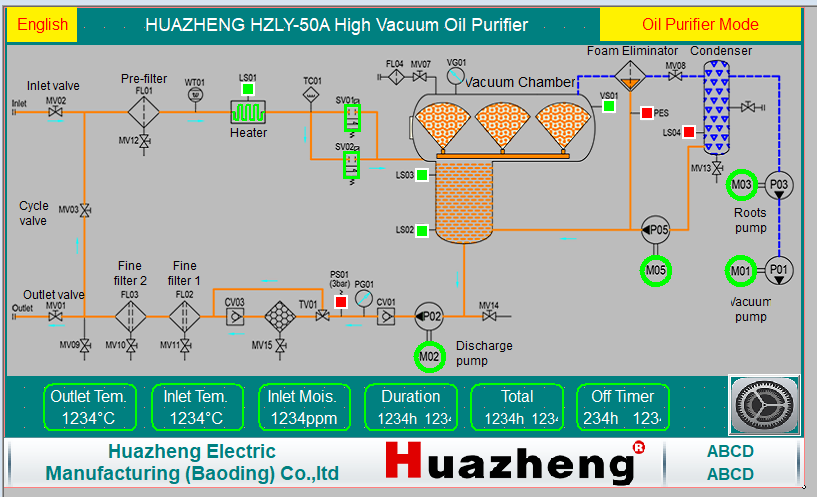 English
HUAZHENG HZLY-50A High Vacuum Oil Purifier
Oil Purifier Mode
Foam Eliminator
Condenser
FL04
MV07
VG01
MV08
Inlet valve
Pre-filter
FL01
WT01
LS01
TC01
Vacuum Chamber
Inlet
MV02
SV01
VS01
PES
Heater
LS04
MV12
SV02
MV13
LS03
M03
P03
Cycle
valve
MV03
Roots
pump
LS02
P05
Fine
filter 2
Fine
filter 1
M05
M01
P01
PS01
(3bar)
PG01
Outlet valve
MV01
FL03
FL02
CV03
TV01
CV01
MV14
Vacuum
pump
Outlet
P02
MV09
MV10
MV11
MV15
M02
Discharge
pump
Outlet Tem.
1234°C
Inlet Tem.
1234°C
Inlet Mois.
1234ppm
Duration
1234h 1234
Total
1234h 1234
Off Timer
234h 1234
Huazheng Electric
Manufacturing (Baoding) Co.,ltd
Huazheng®
ABCD
ABCD